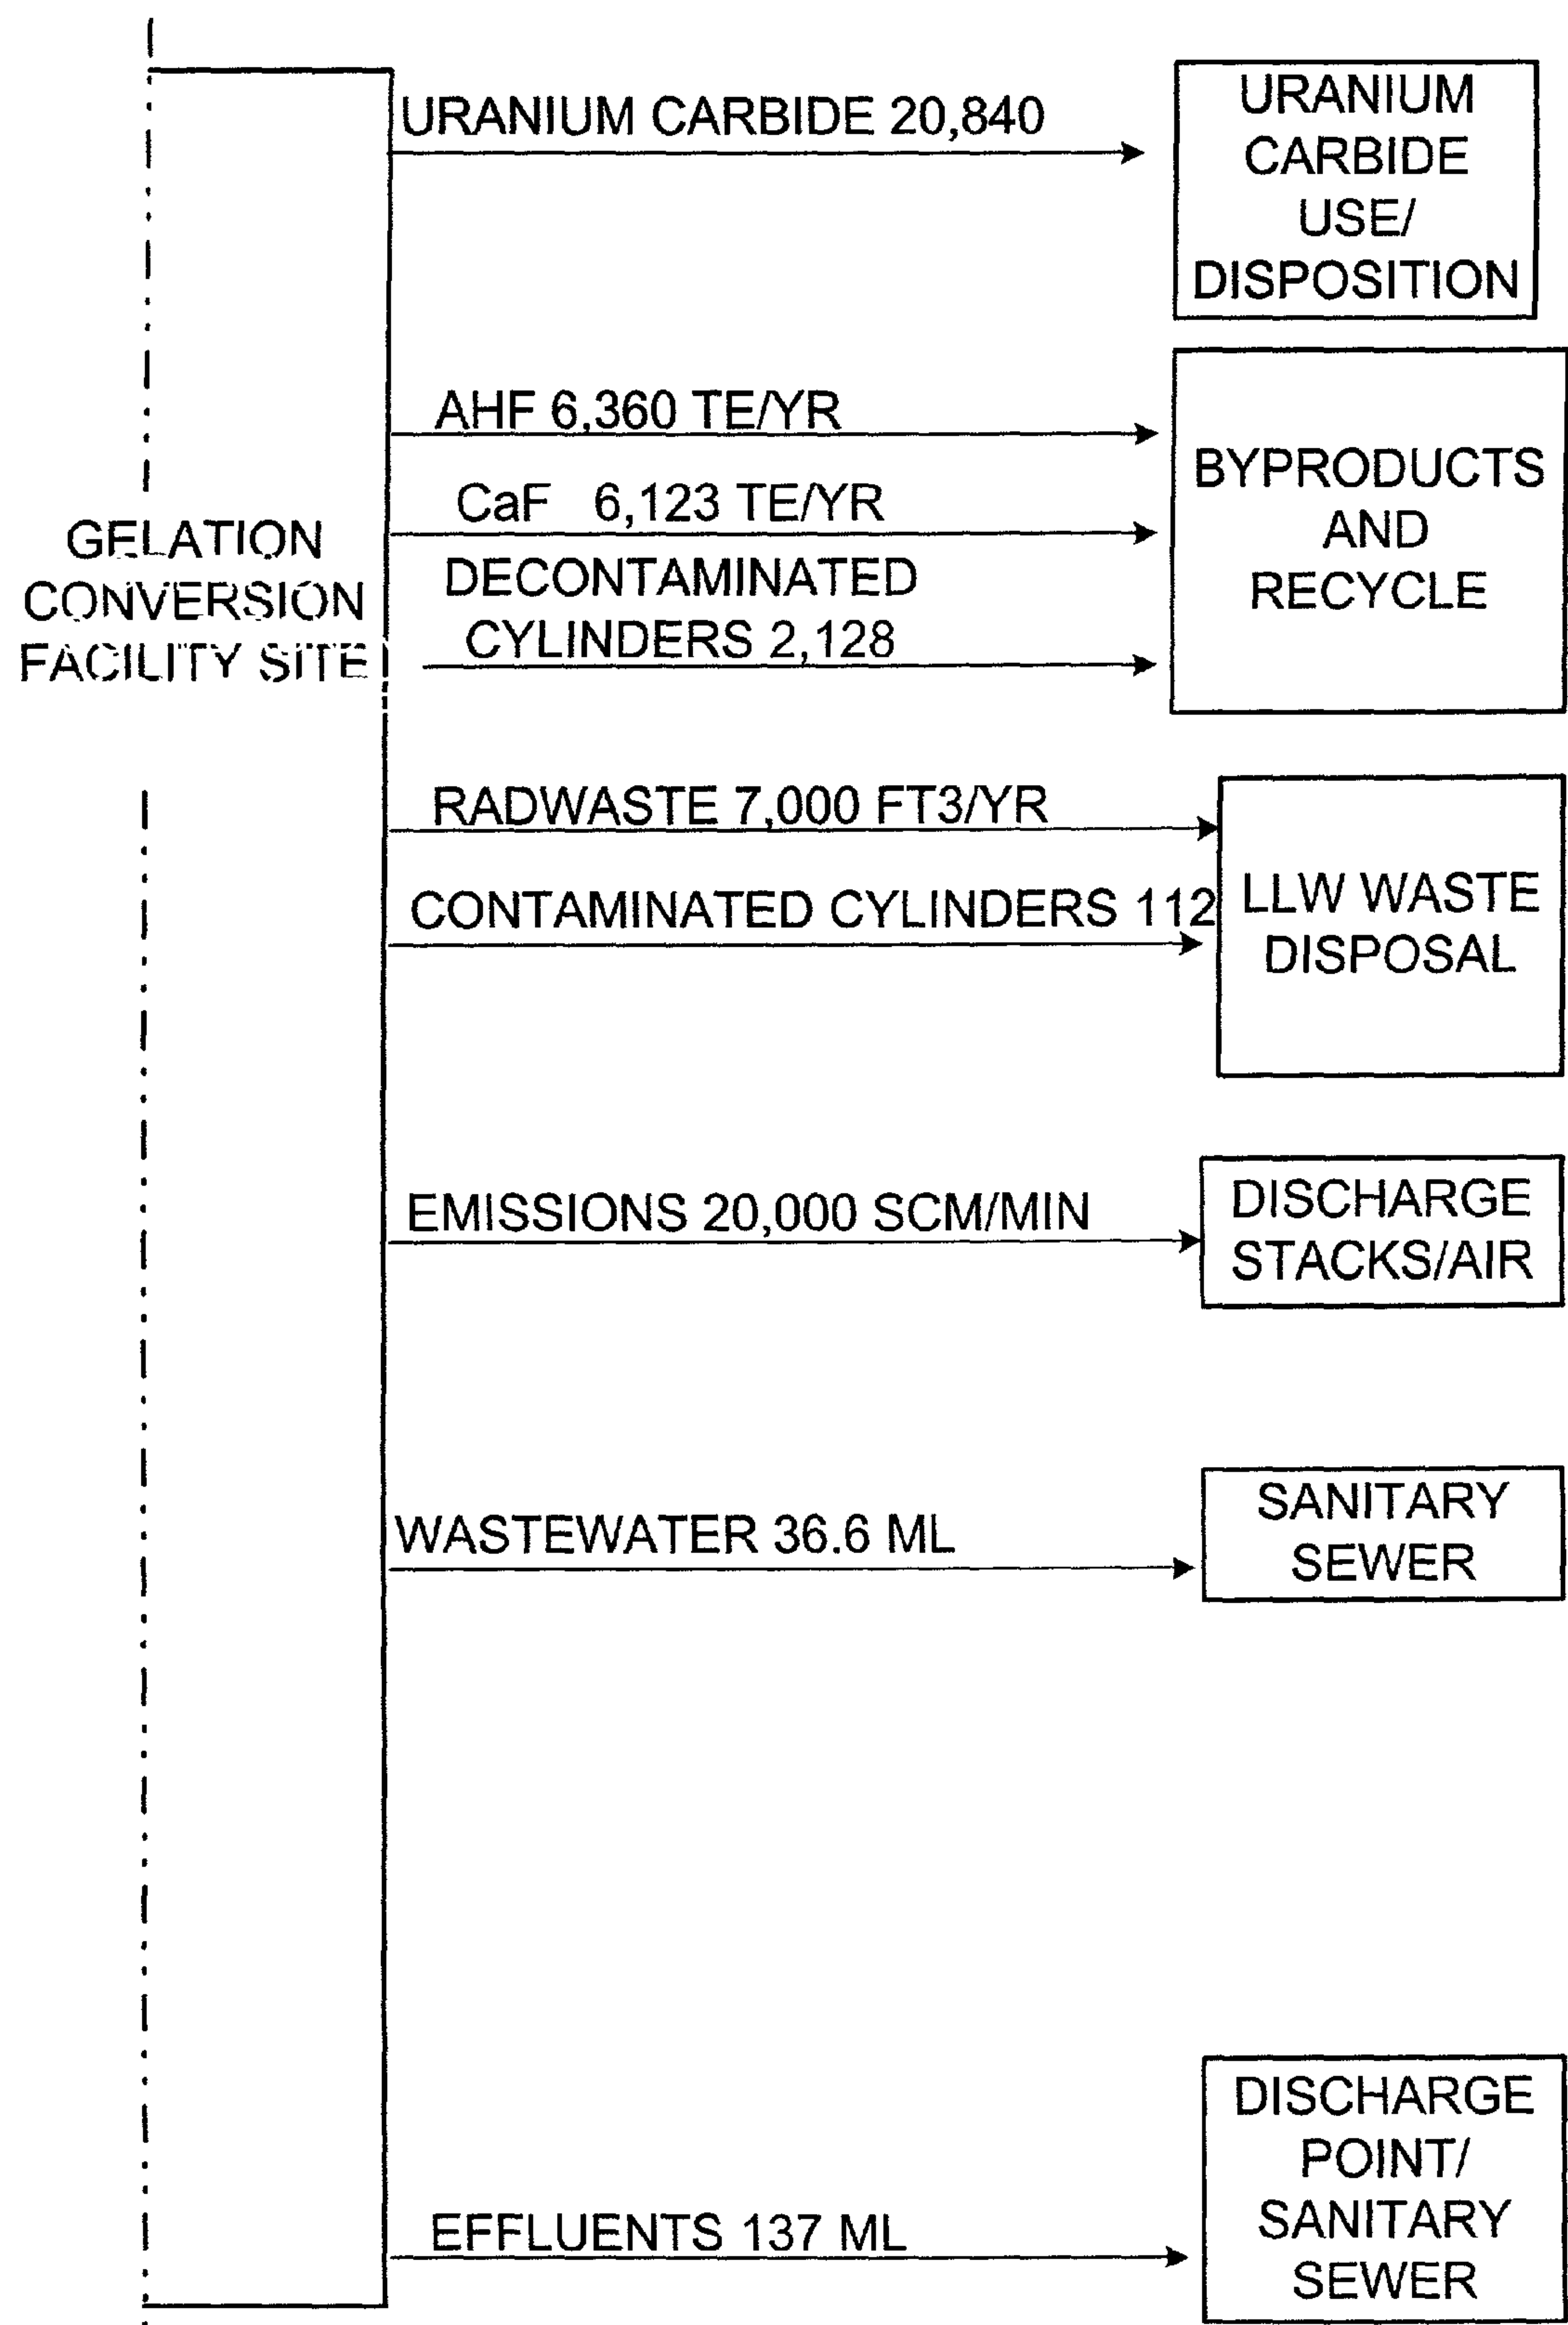 URANIUM CARBIDE 20,840
URANIUM
CARBIDE
USE/
DISPOSITION
AHF 6,360 TE/YR
CaF 6,123 TE/YR
DECONTAMINATED
CYLINDERS 2,128
BYPRODUCTS
AND
RECYCLE
GELATION
CONVERSION
FACILITY SITE
RADWASTE 7,000 FT3/YR
CONTAMINATED CYLINDERS 112
LLW WASTE
DISPOSAL
EMISSIONS 20,000 SCM/MIN
DISCHARGE
STACKS/AIR
WASTEWATER 36.6 ML
SANITARY
SEWER
EFFLUENTS 137 ML
DISCHARGE
POINT/
SANITARY
SEWER